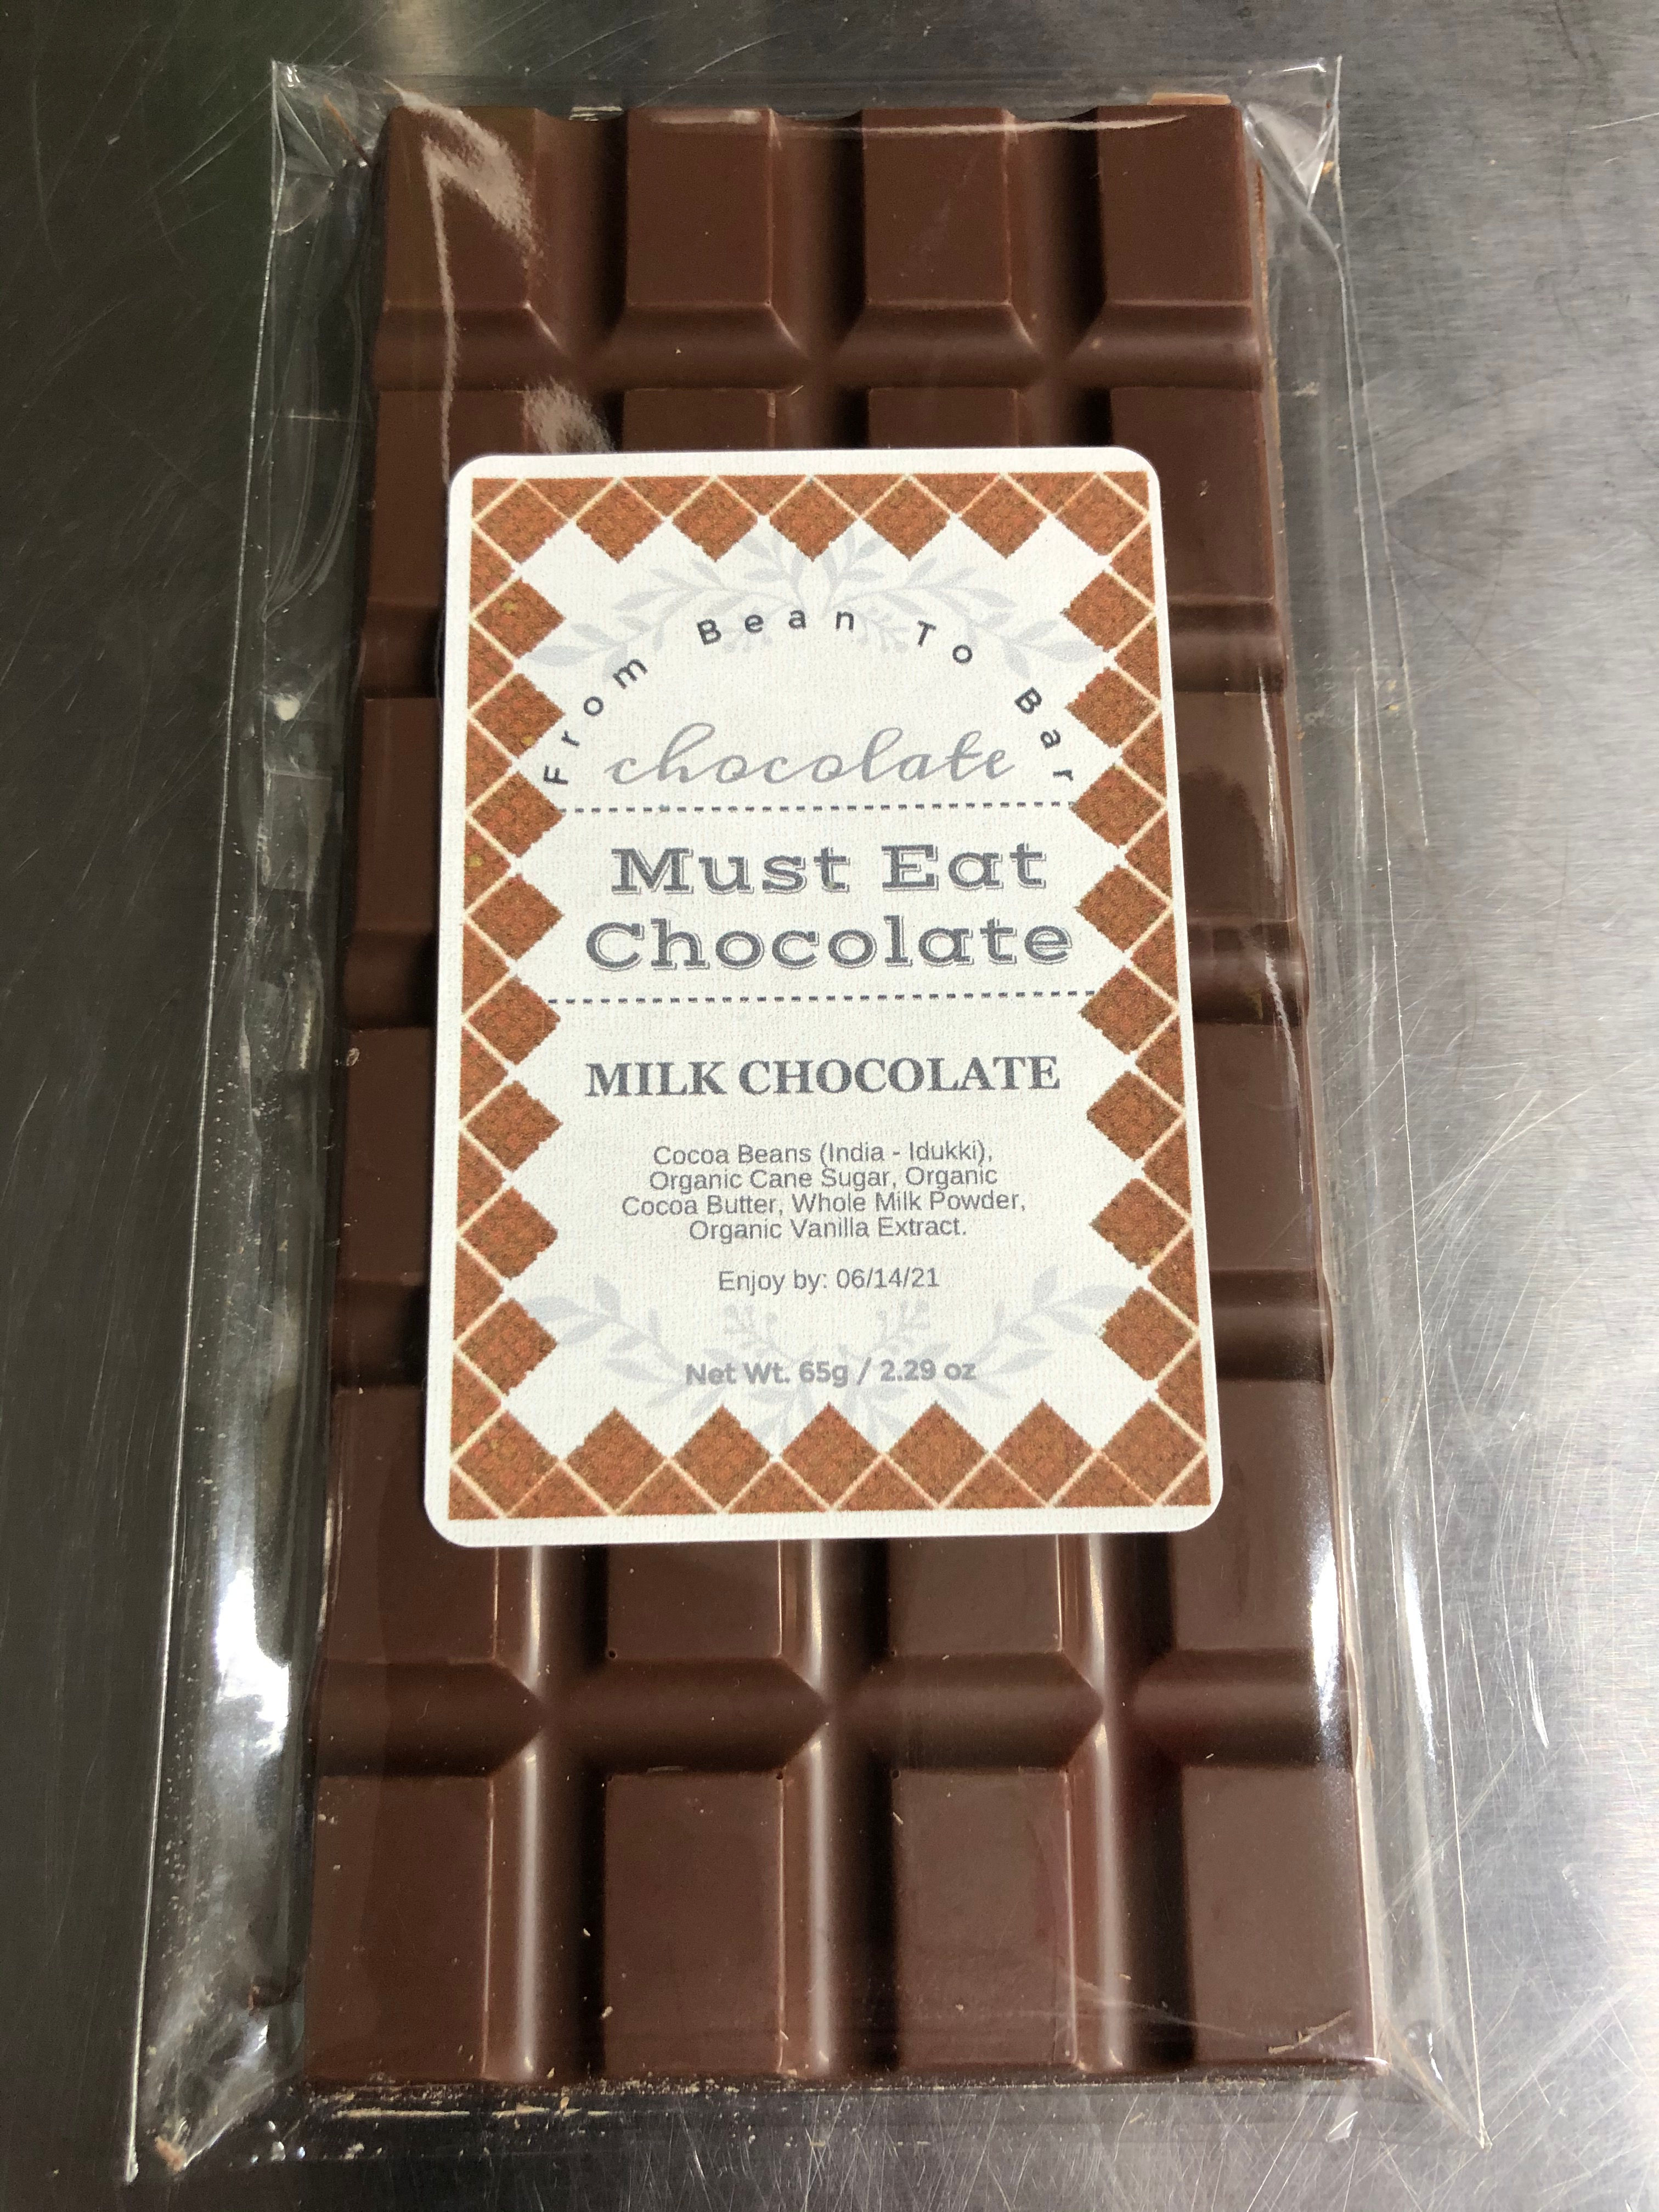 From Bean To Bar
chocolate
Must Eat
Chocolate
MILK CHOCOLATE
Cocoa Beans (India - Idukki),
Organic Cane Sugar, Organic
Cocoa Butter, Whole Milk Powder,
Organic Vanilla Extract.
Enjoy by: 06/14/21
Net Wt. 65g / 2.29 oz